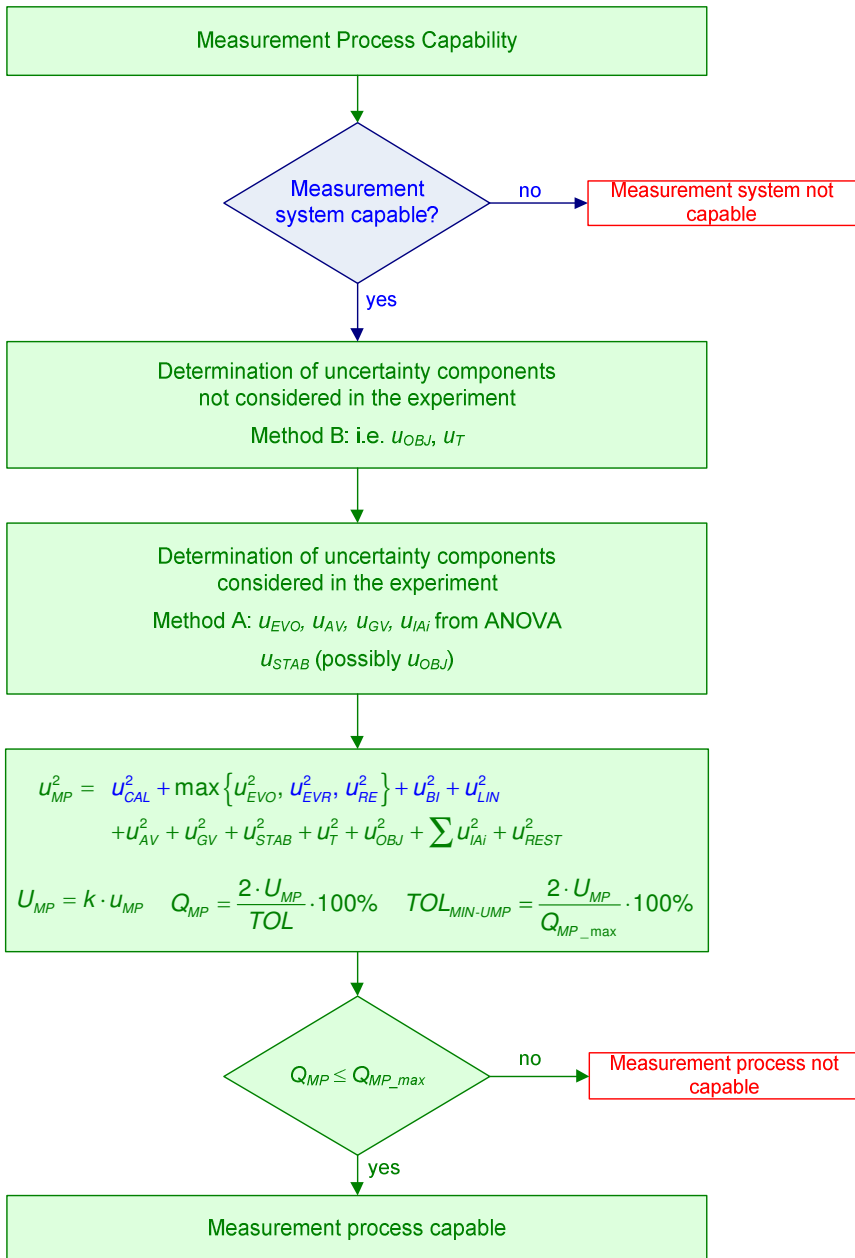 Measurement Process Capability
Measurement
system capable?
no
Measurement system not
capable
yes
Determination of uncertainty components
not considered in the experiment
Method B: i.e. u_OBJ, u_T
Determination of uncertainty components
considered in the experiment
Method A: u_EVO, u_AV, u_GV, u_IAi from ANOVA
u_STAB (possibly u_OBJ)
u²_MP = u²_CAL + max{u²_EVO, u²_EVR, u²_RE} + u²_BI + u²_LIN
+u²_AV + u²_GV + u²_STAB + u²_T + u²_OBJ + ∑ u²_IAi + u²_REST
U_MP = k · u_MP Q_MP = 2 · U_MP / TOL · 100% TOL_MIN-UMP = 2 · U_MP / Q_MP_max · 100%
Q_MP ≤ Q_MP_max
no
Measurement process not
capable
yes
Measurement process capable